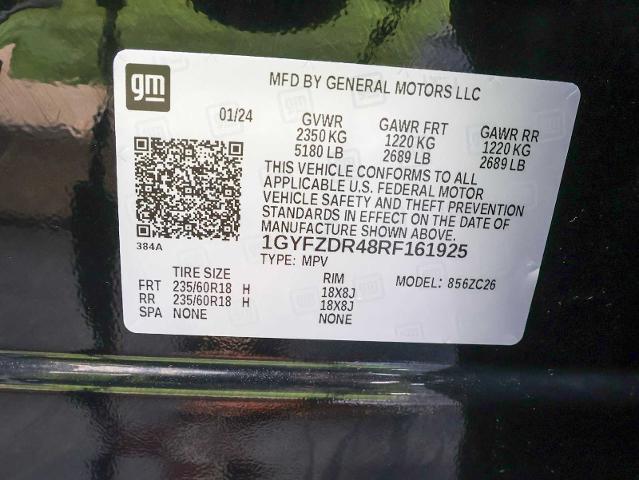 gm
MFD BY GENERAL MOTORS LLC
01/24 GVWR GAWR FRT GAWR RR
2350 KG 1220 KG 1220 KG
5180 LB 2689 LB 2689 LB
THIS VEHICLE CONFORMS TO ALL
APPLICABLE U.S. FEDERAL MOTOR
VEHICLE SAFETY AND THEFT PREVENTION
STANDARDS IN EFFECT ON THE DATE OF
MANUFACTURE SHOWN ABOVE.
384A 1GYFZDR48RF161925
TYPE: MPV MODEL: 856ZC26
TIRE SIZE RIM
FRT 235/60R18 H 18X8J
RR 235/60R18 H 18X8J
SPA NONE NONE